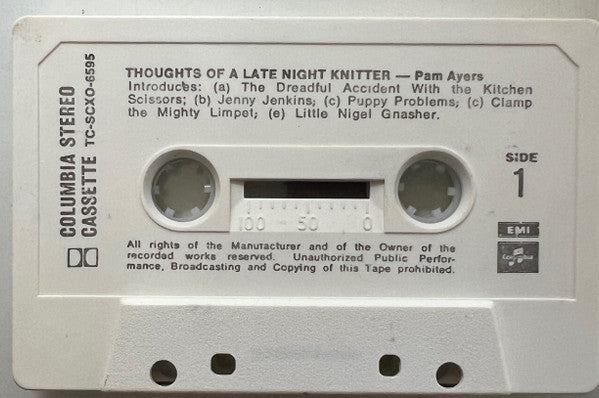 THOUGHTS OF A LATE NIGHT KNITTER — Pam Ayers
Introduces: (a) The Dreadful Accident With the Kitchen
Scissors; (b) Jenny Jenkins; (c) Puppy Problems; (c) Clamp
the Mighty Limpet; (e) Little Nigel Gnasher.
COLUMBIA STEREO
CASSETTE TC-SCXO-6595
SIDE
1
100 50 0
EMI
Columbia
All rights of the Manufacturer and of the Owner of the
recorded works reserved. Unauthorized Public Perfor-
mance, Broadcasting and Copying of this Tape prohibited.